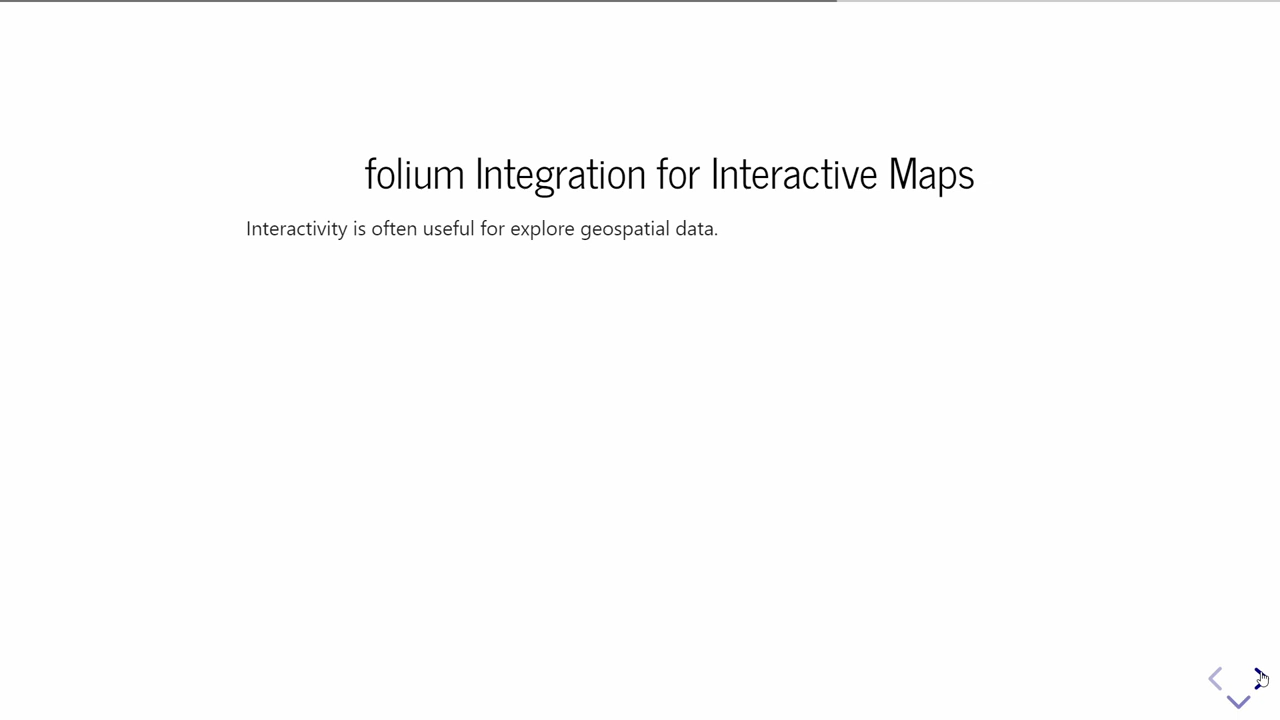 folium Integration for Interactive Maps
Interactivity is often useful for explore geospatial data.